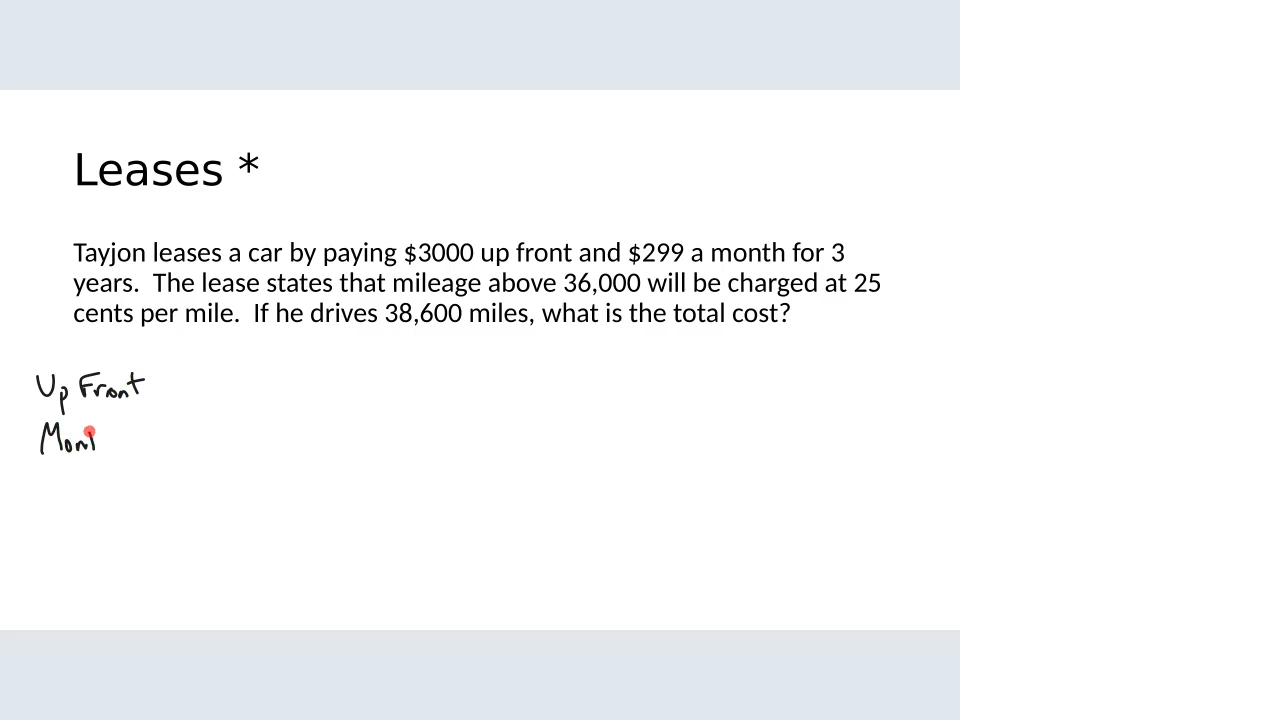 Leases *
Tayjon leases a car by paying $3000 up front and $299 a month for 3
years.  The lease states that mileage above 36,000 will be charged at 25
cents per mile.  If he drives 38,600 miles, what is the total cost?
Up Front
Mon